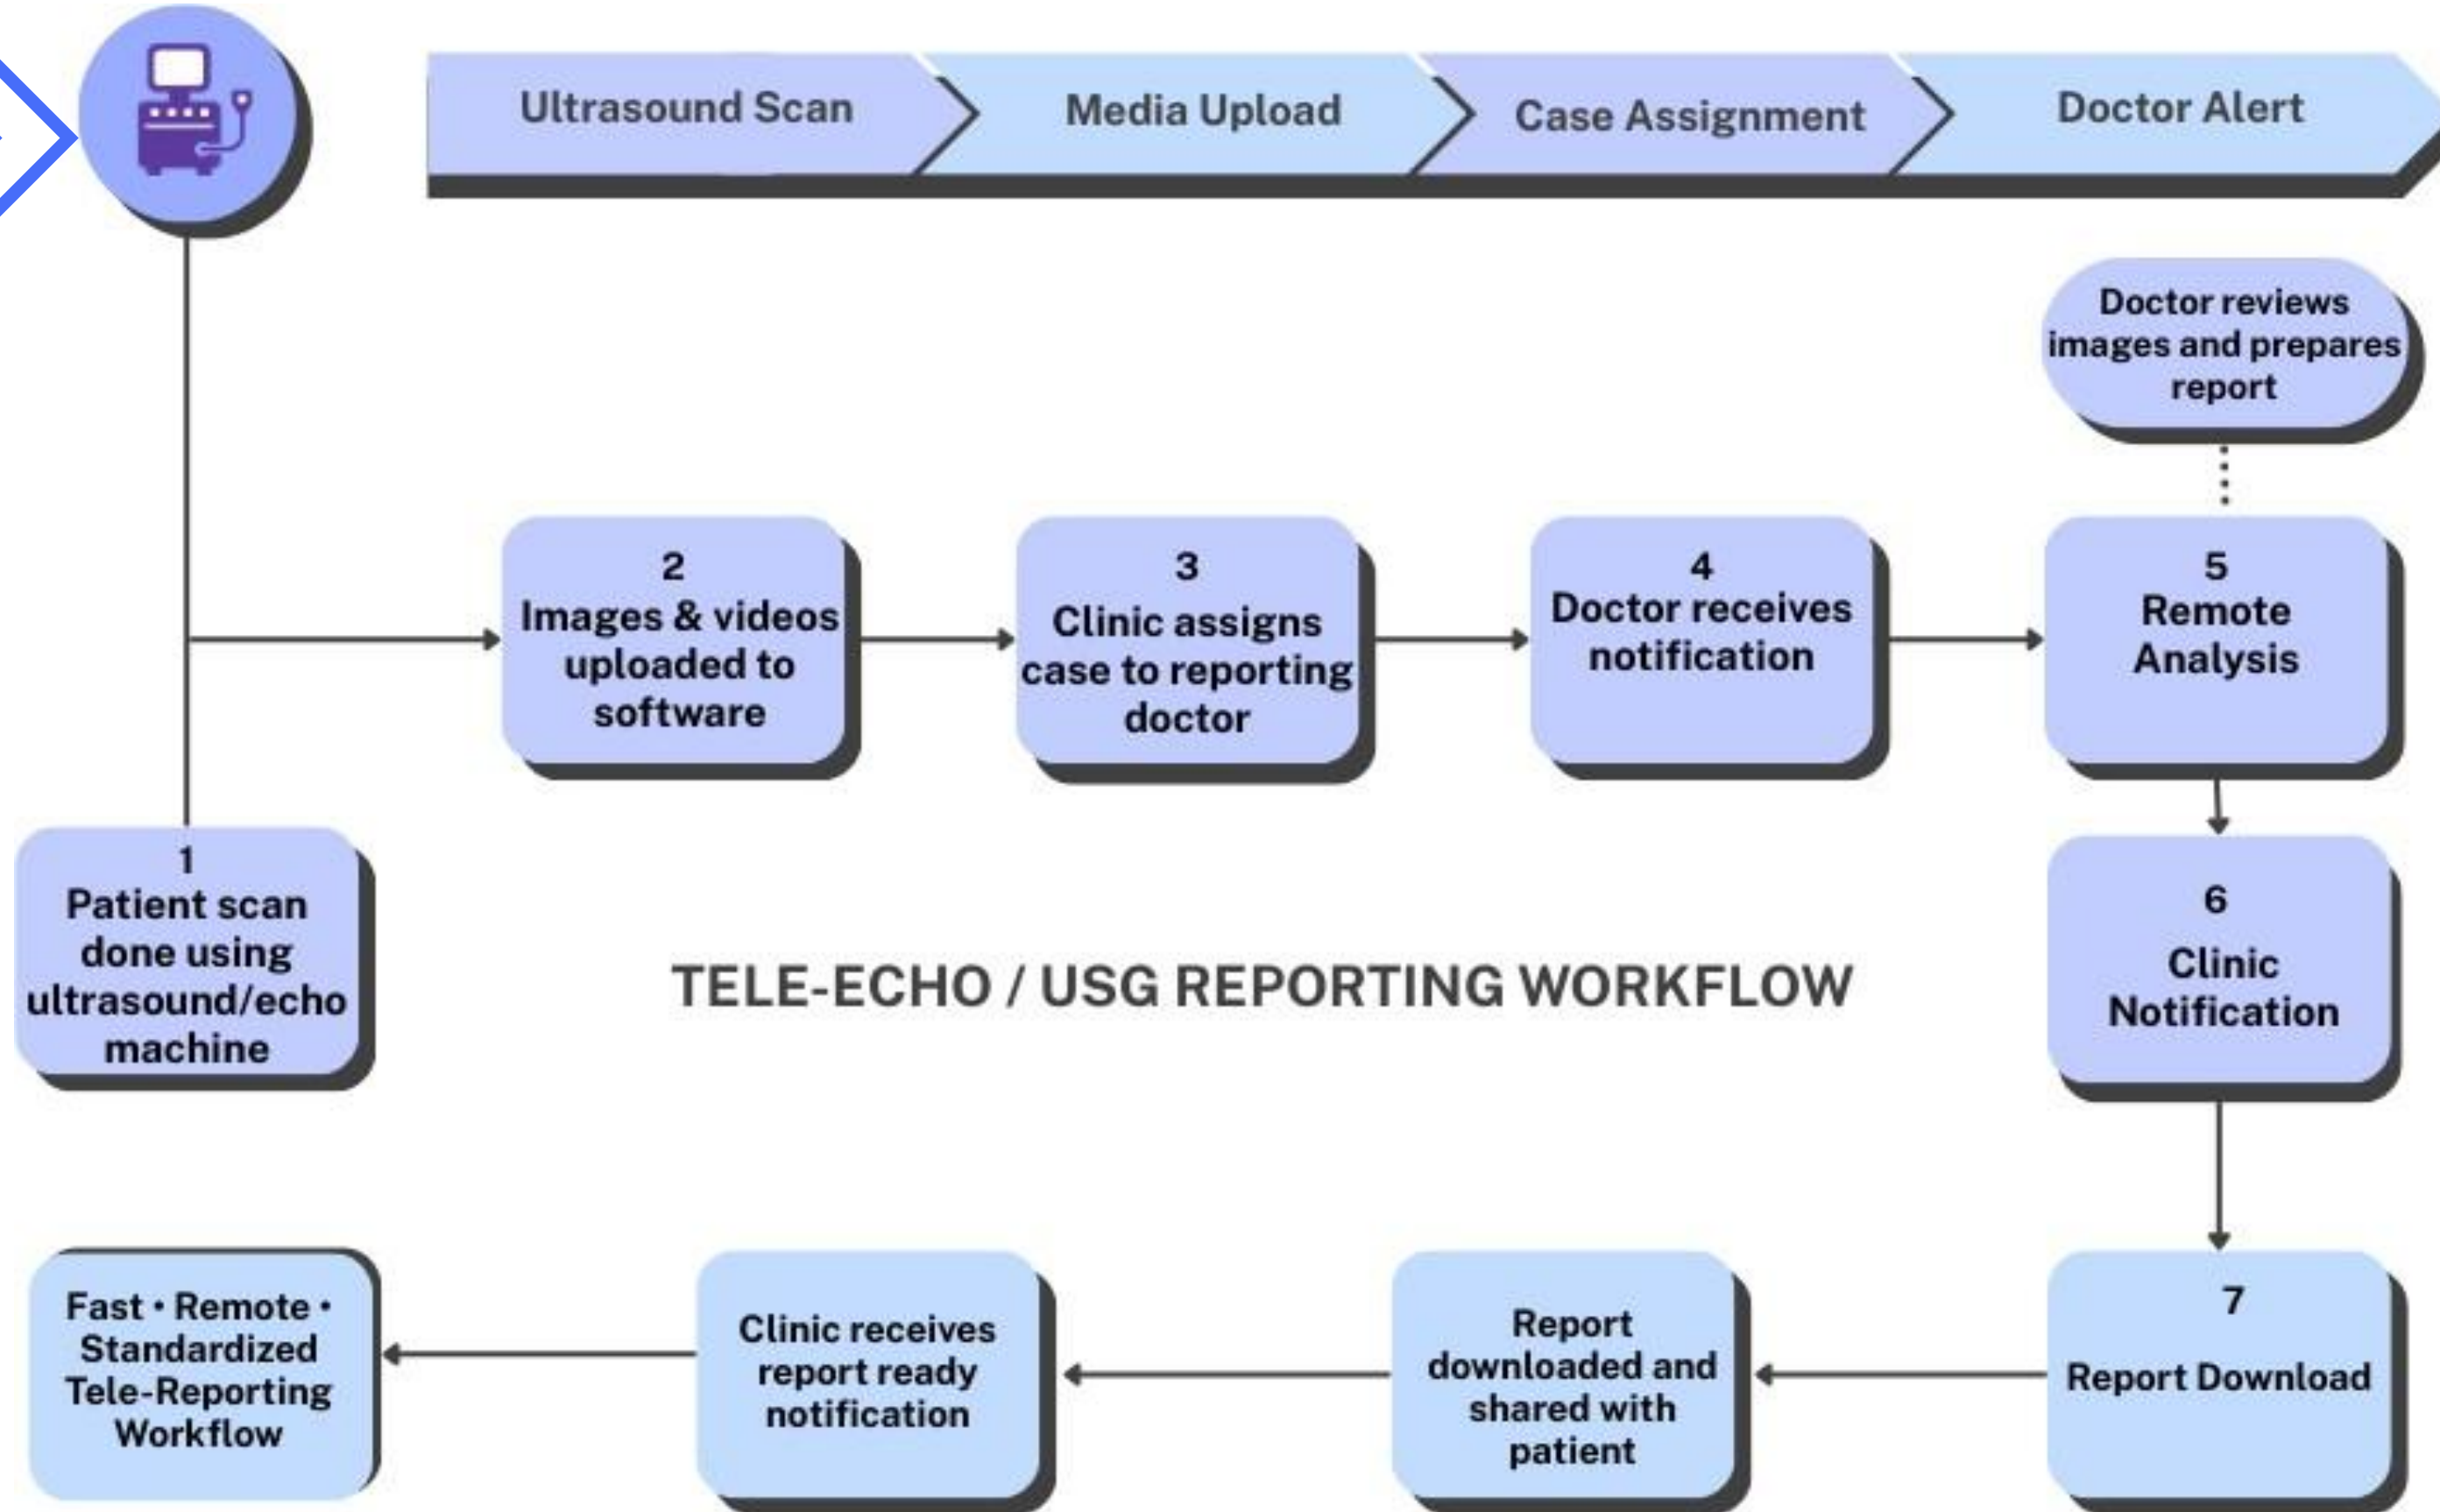 Ultrasound Scan
Media Upload
Case Assignment
Doctor Alert
Doctor reviews
images and prepares
report
2
Images & videos
uploaded to
software
3
Clinic assigns
case to reporting
doctor
4
Doctor receives
notification
5
Remote
Analysis
1
Patient scan
done using
ultrasound/echo
machine
TELE-ECHO / USG REPORTING WORKFLOW
6
Clinic
Notification
7
Report Download
Report
downloaded and
shared with
patient
Clinic receives
report ready
notification
Fast • Remote •
Standardized
Tele-Reporting
Workflow